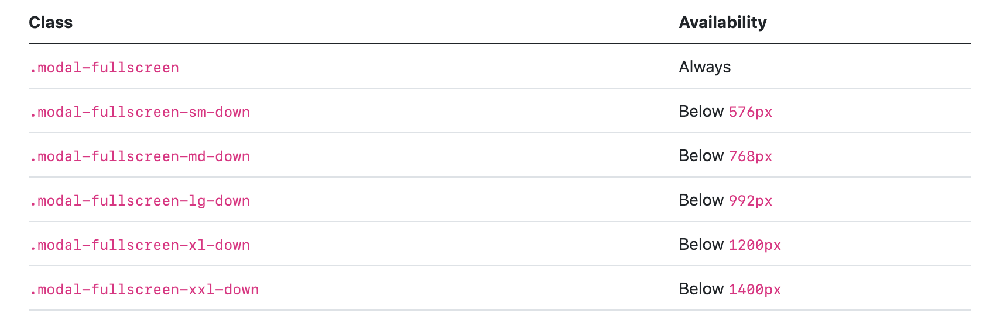 Class Availability
.modal-fullscreen Always
.modal-fullscreen-sm-down Below 576px
.modal-fullscreen-md-down Below 768px
.modal-fullscreen-lg-down Below 992px
.modal-fullscreen-xl-down Below 1200px
.modal-fullscreen-xxl-down Below 1400px